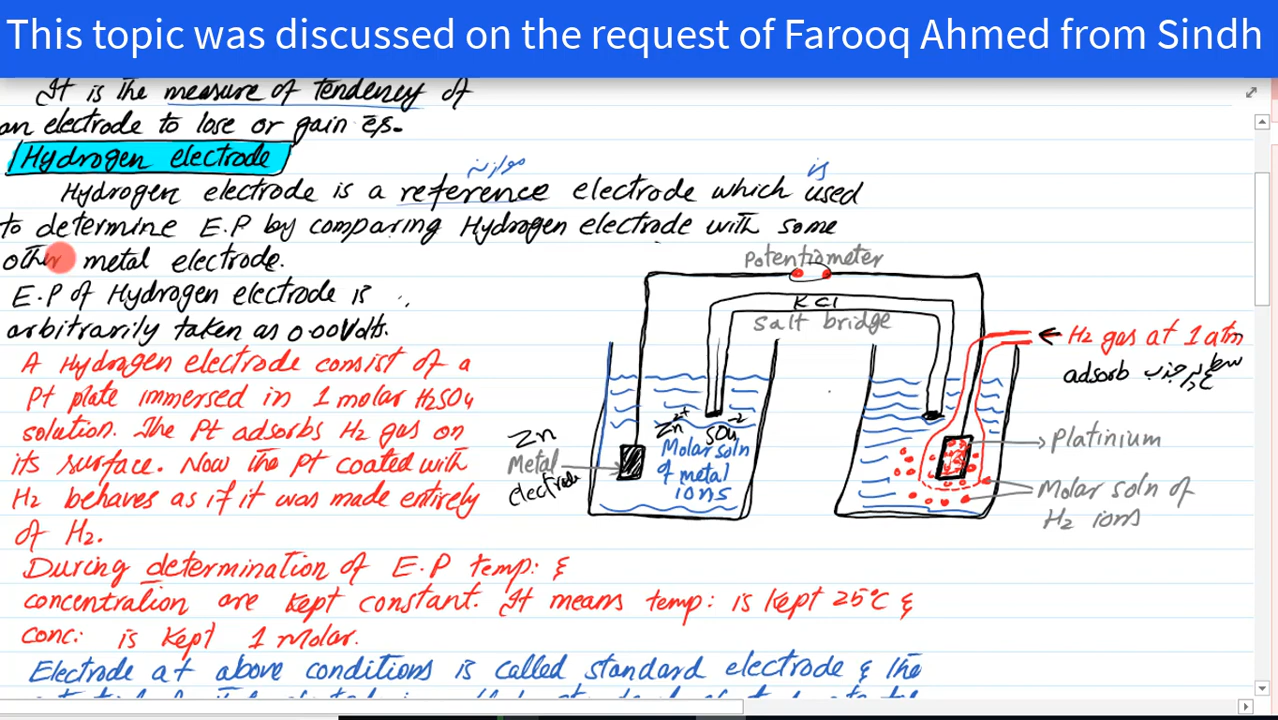 This topic was discussed on the request of Farooq Ahmed from Sindh
It is the measure of tendency of
an electrode to lose or gain
Hydrogen electrode
موازنہ
Hydrogen electrode is a reference electrode which is used
to determine E.P by comparing Hydrogen electrode with some
other metal electrode.
E.P of Hydrogen electrode is
arbitrarily taken as 0.00Volts.
A Hydrogen electrode consist of a
Pt plate immersed in 1 molar H2SO4
solution. The Pt adsorbs H2 gas on
its surface. Now the Pt coated with
H2 behaves as if it was made entirely
of H2.
During determination of E.P temp: &
concentration are kept constant. It means temp: is kept 25°C &
conc: is kept 1 Molar.
Electrode at above conditions is called standard electrode & the
Potentiometer
KCl
Salt bridge
H2 gas at 1 atm
adsorb
جذب
Zn
Metal
electrode
Zn2+
SO4-2
Molar soln
of metal
ions
Platinium
Molar soln of
H2 ions